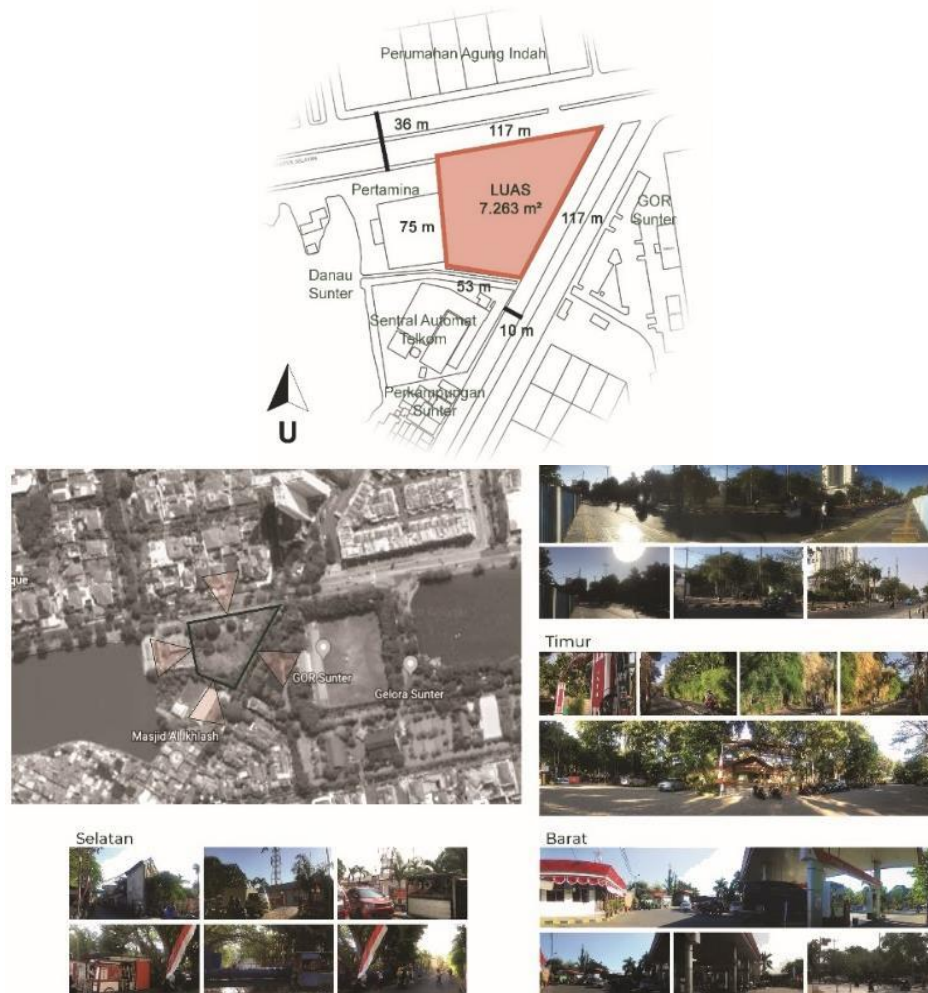 Perumahan Agung Indah
36 m
117 m
Pertamina
LUAS
7.263 m²
GOR
Sunter
75 m
117 m
Danau
Sunter
53 m
Sentral Automat
Telkom
10 m
Perkampungan
Sunter
U
que
GOR Sunter
Gelora Sunter
Masjid Al Ikhlash
Timur
Selatan
Barat